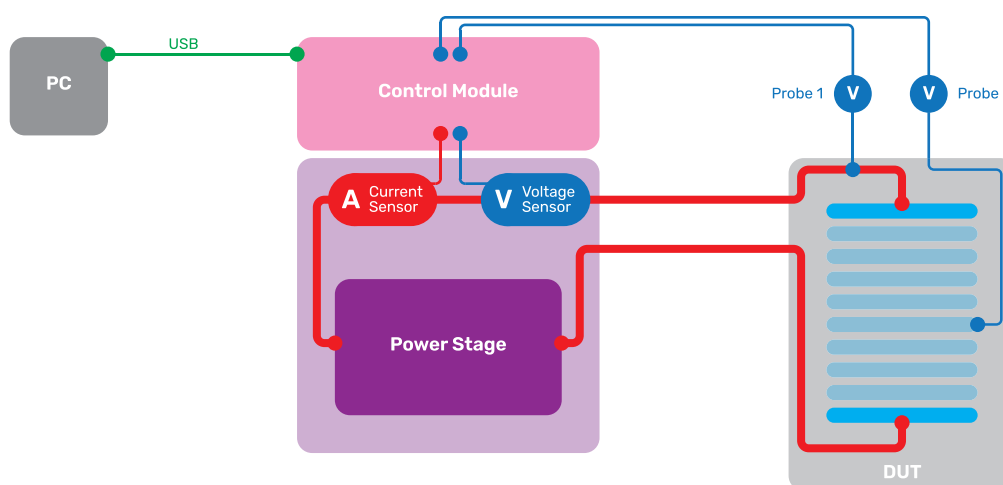 USB
PC
Control Module
Probe 1
V
V
Probe
A
Current
Sensor
V
Voltage
Sensor
Power Stage
DUT